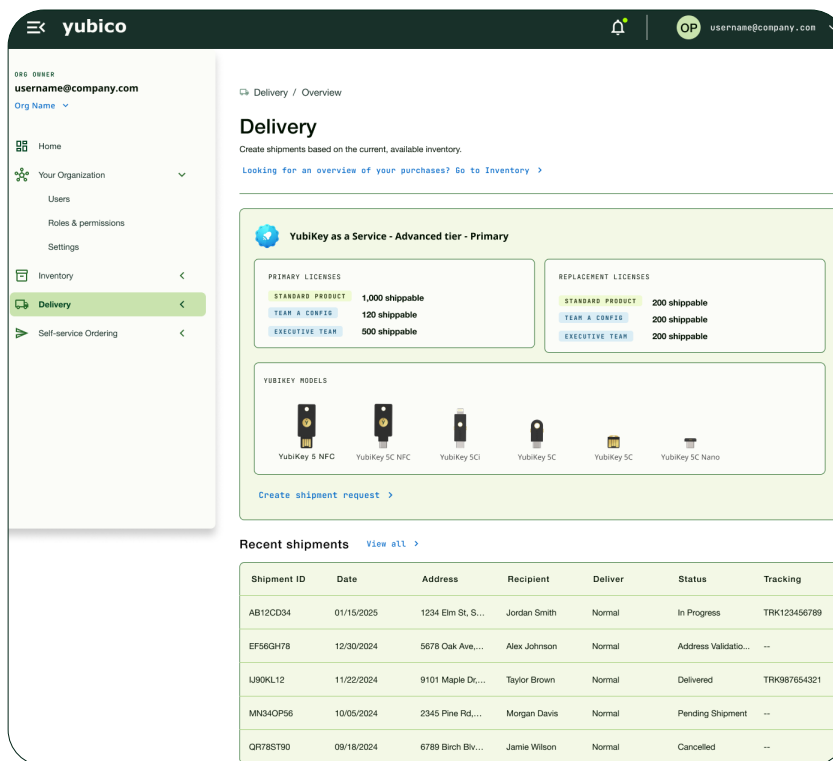 yubico
OP username@company.com
ORG OWNER
username@company.com
Org Name
Home
Your Organization
Users
Roles & permissions
Settings
Inventory
Delivery
Self-service Ordering
Delivery / Overview
Delivery
Create shipments based on the current, available inventory.
Looking for an overview of your purchases? Go to Inventory >
YubiKey as a Service - Advanced tier - Primary
PRIMARY LICENSES
STANDARD PRODUCT 1,000 shippable
TEAM A CONFIG 120 shippable
EXECUTIVE TEAM 500 shippable
REPLACEMENT LICENSES
STANDARD PRODUCT 200 shippable
TEAM A CONFIG 200 shippable
EXECUTIVE TEAM 200 shippable
YUBIKEY MODELS
YubiKey 5 NFC YubiKey 5C NFC YubiKey 5Ci YubiKey 5C YubiKey 5C YubiKey 5C Nano
Create shipment request >
Recent shipments View all >
Shipment ID Date Address Recipient Deliver Status Tracking
AB12CD34 01/15/2025 1234 Elm St, S... Jordan Smith Normal In Progress TRK123456789
EF56GH78 12/30/2024 5678 Oak Ave,... Alex Johnson Normal Address Validatio... --
IJ90KL12 11/22/2024 9101 Maple Dr,... Taylor Brown Normal Delivered TRK987654321
MN34OP56 10/05/2024 2345 Pine Rd,... Morgan Davis Normal Pending Shipment --
QR78ST90 09/18/2024 6789 Birch Blv... Jamie Wilson Normal Cancelled --